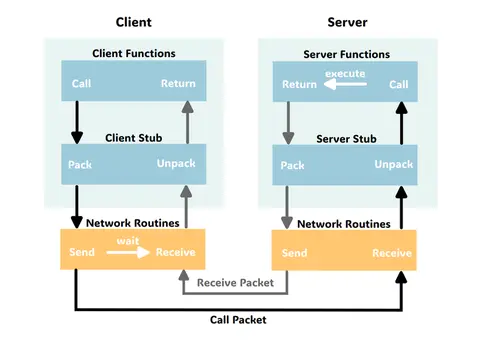 Client Server
Client Functions Server Functions
Call Return Return execute Call
Client Stub Server Stub
Pack Unpack Pack Unpack
Network Routines Network Routines
Send wait Receive Send Receive
Receive Packet
Call Packet